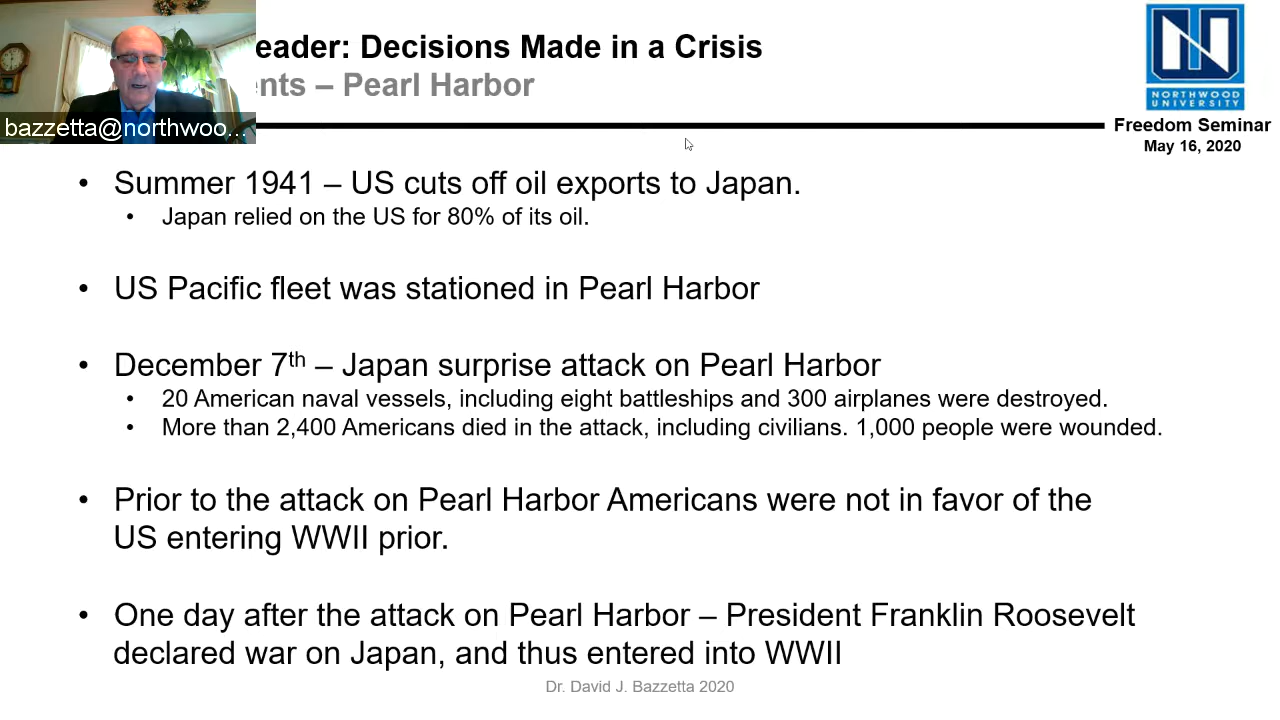 eader: Decisions Made in a Crisis
nts – Pearl Harbor
bazzetta@northwoo...
NORTHWOOD
UNIVERSITY
Freedom Seminar
May 16, 2020
• Summer 1941 – US cuts off oil exports to Japan.
• Japan relied on the US for 80% of its oil.
• US Pacific fleet was stationed in Pearl Harbor
• December 7th – Japan surprise attack on Pearl Harbor
• 20 American naval vessels, including eight battleships and 300 airplanes were destroyed.
• More than 2,400 Americans died in the attack, including civilians. 1,000 people were wounded.
• Prior to the attack on Pearl Harbor Americans were not in favor of the
US entering WWII prior.
• One day after the attack on Pearl Harbor – President Franklin Roosevelt
declared war on Japan, and thus entered into WWII
Dr. David J. Bazzetta 2020